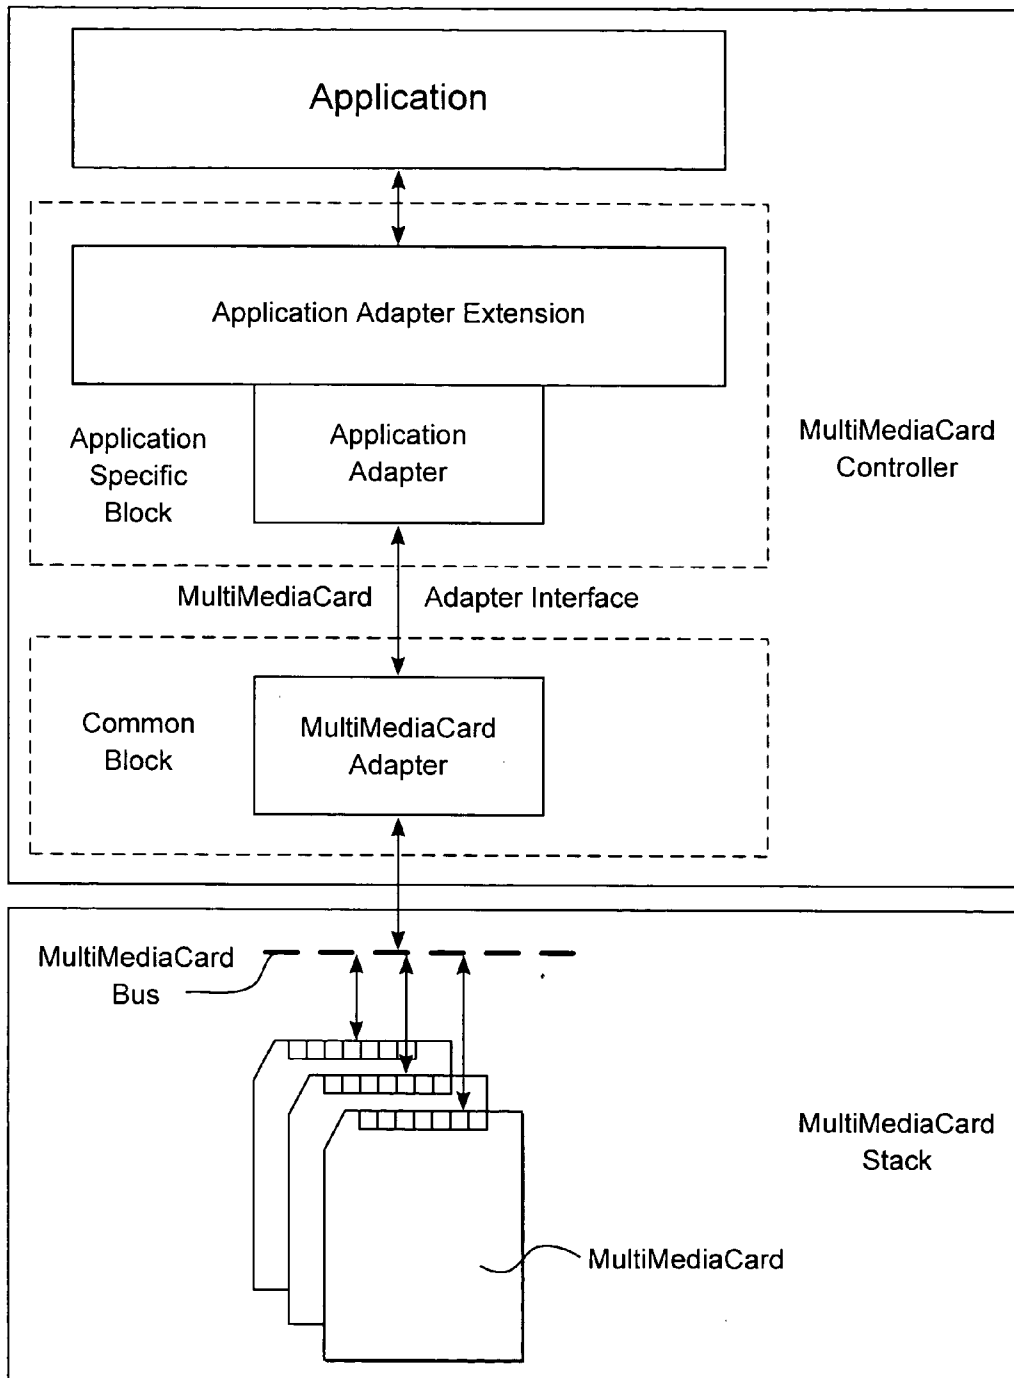 Application
Application Adapter Extension
Application
Specific
Block
Application
Adapter
MultiMediaCard
Controller
MultiMediaCard Adapter Interface
Common
Block
MultiMediaCard
Adapter
MultiMediaCard
Bus
MultiMediaCard
Stack
MultiMediaCard